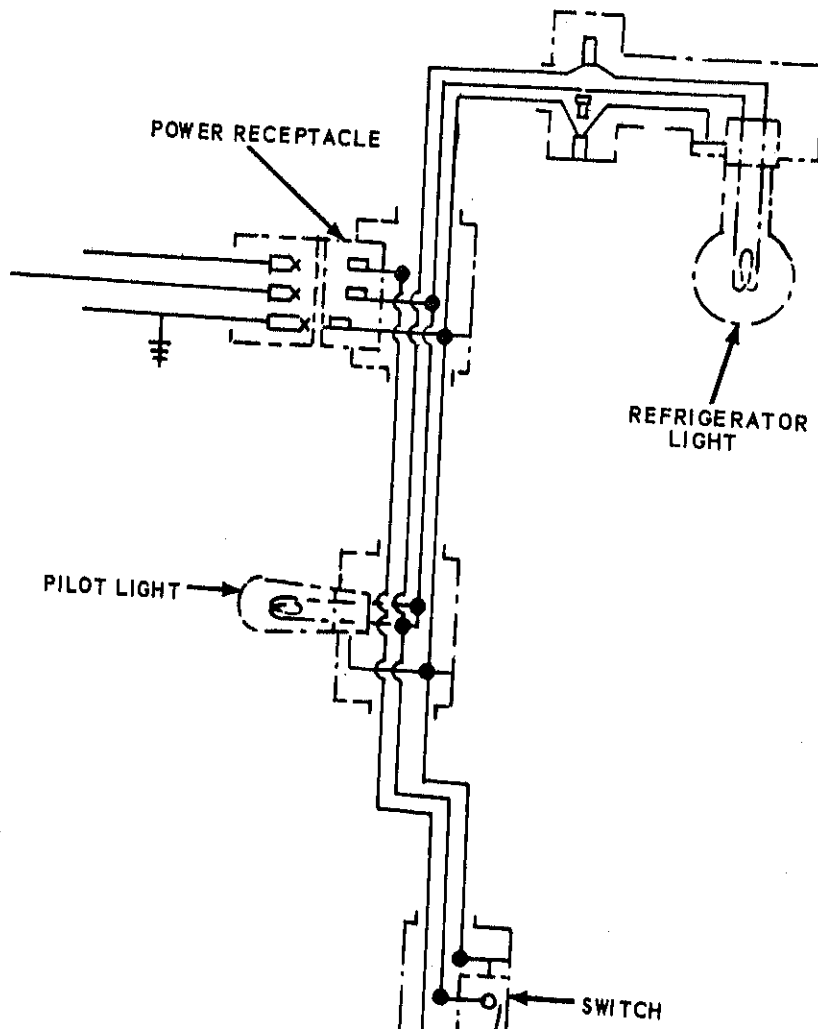 POWER RECEPTACLE
REFRIGERATOR
LIGHT
PILOT LIGHT
SWITCH